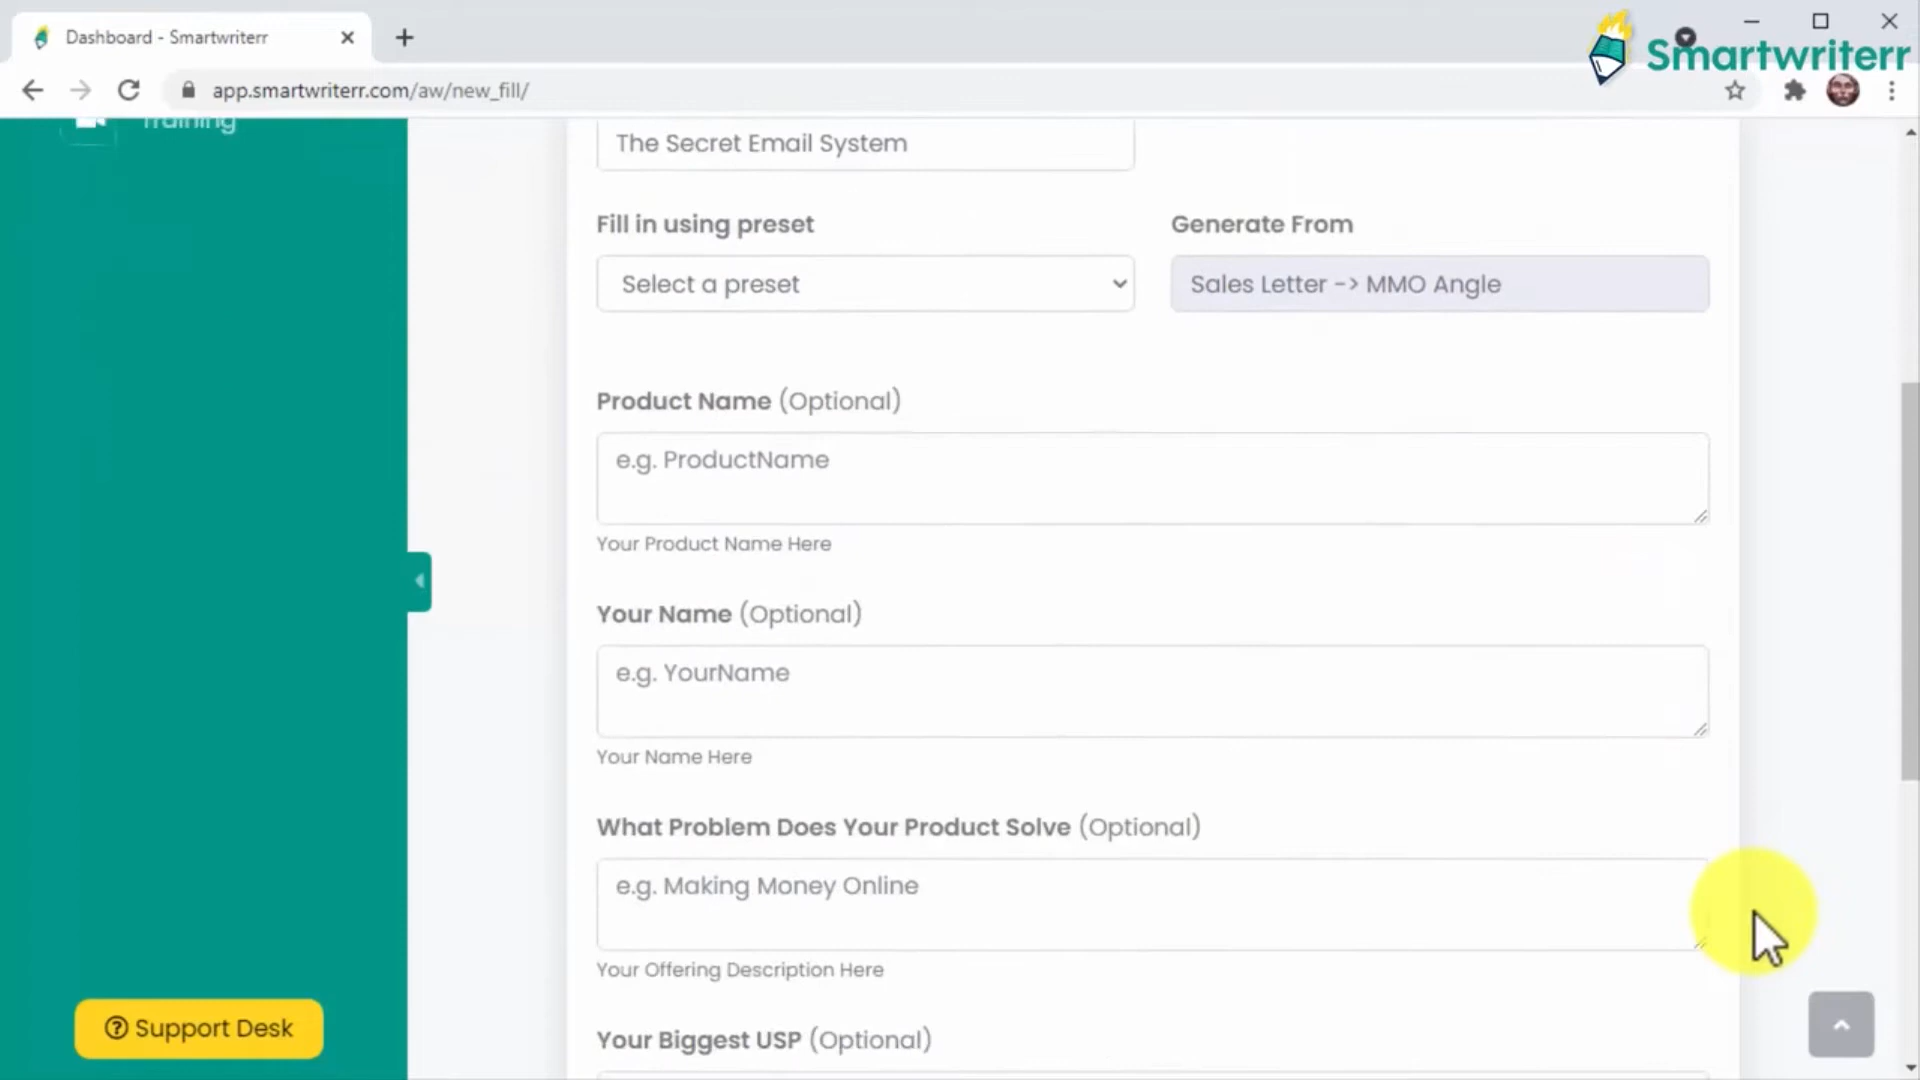 Dashboard - Smartwriterr
Smartwriterr
app.smartwriterr.com/aw/new_fill/
Training
The Secret Email System
Fill in using preset
Generate From
Select a preset
Sales Letter -> MMO Angle
Product Name (Optional)
e.g. ProductName
Your Product Name Here
Your Name (Optional)
e.g. YourName
Your Name Here
What Problem Does Your Product Solve (Optional)
e.g. Making Money Online
Your Offering Description Here
Support Desk
Your Biggest USP (Optional)